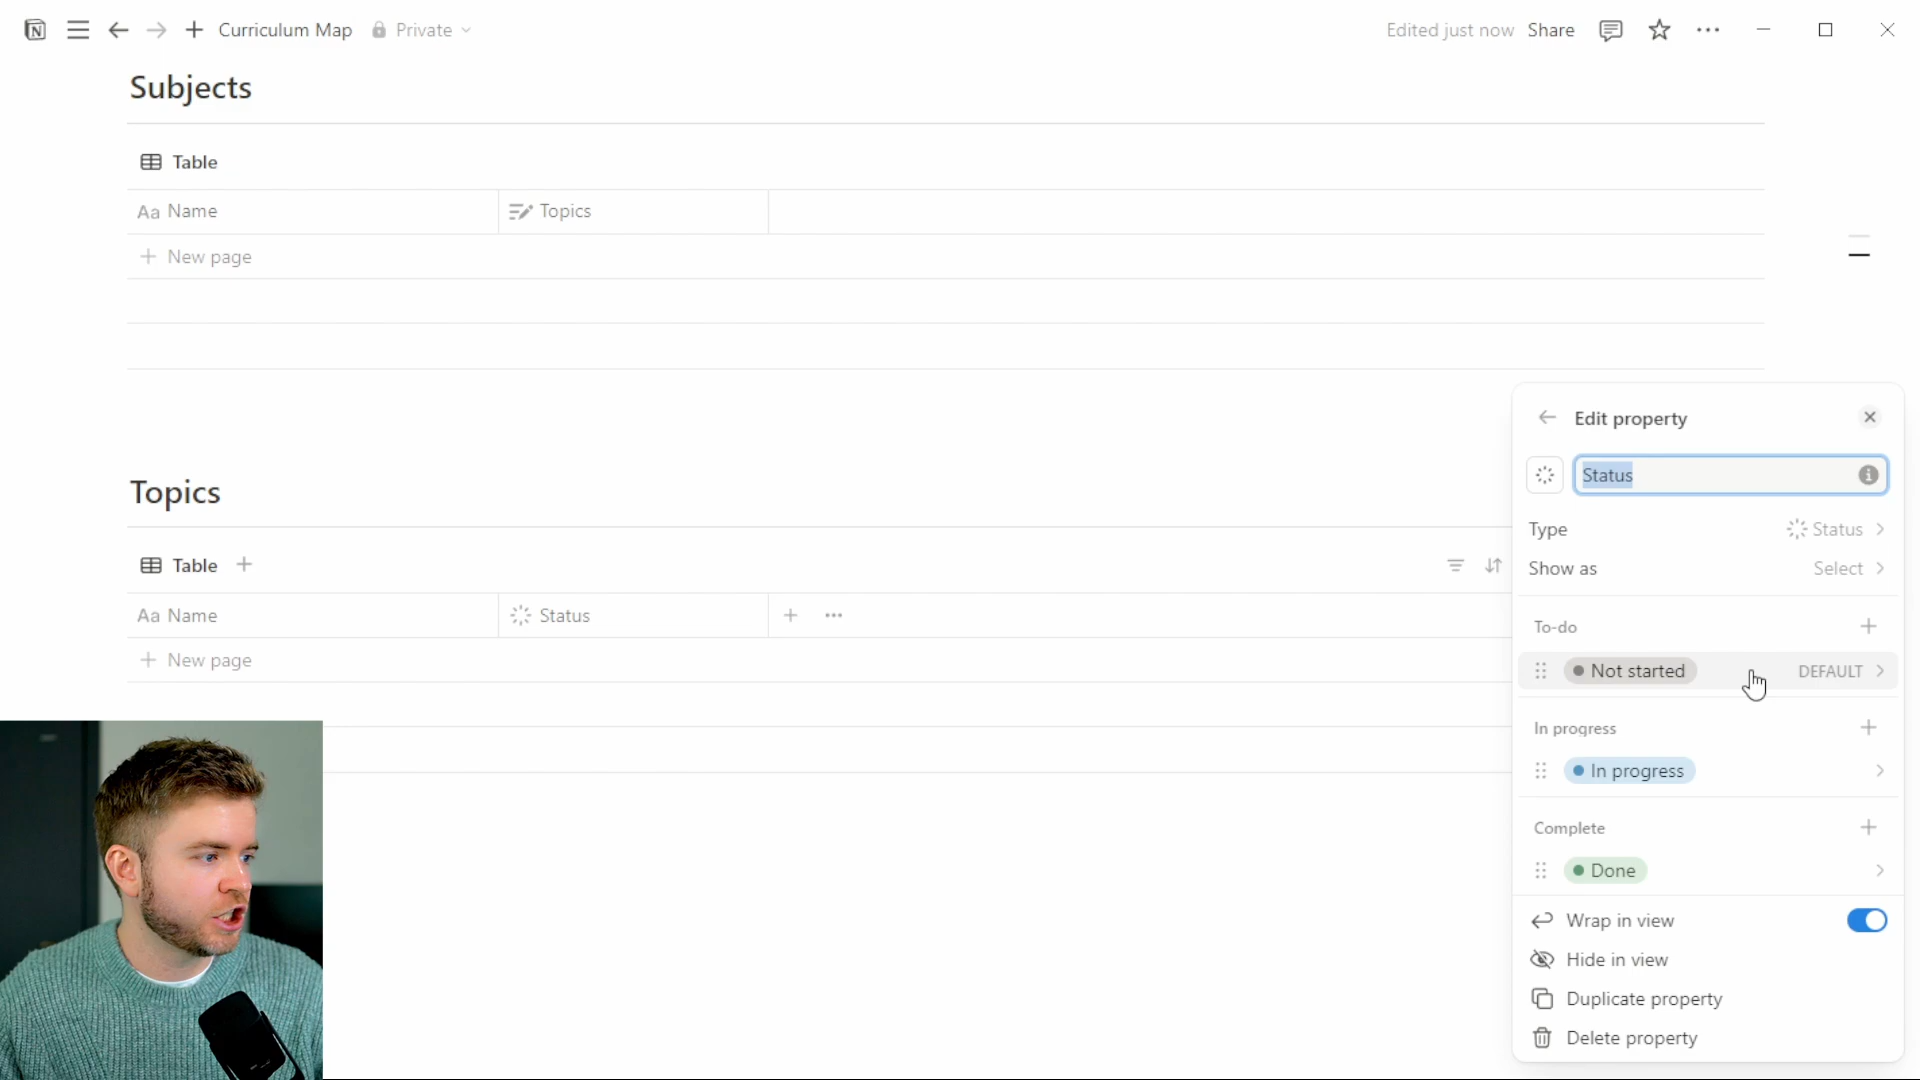 Curriculum Map Private Edited just now Share
Subjects
Table
Aa Name Topics
+ New page
Topics
Table +
Aa Name Status + ...
+ New page
Edit property
Status
Type Status
Show as Select
To-do +
Not started DEFAULT
In progress +
In progress
Complete +
Done
Wrap in view
Hide in view
Duplicate property
Delete property